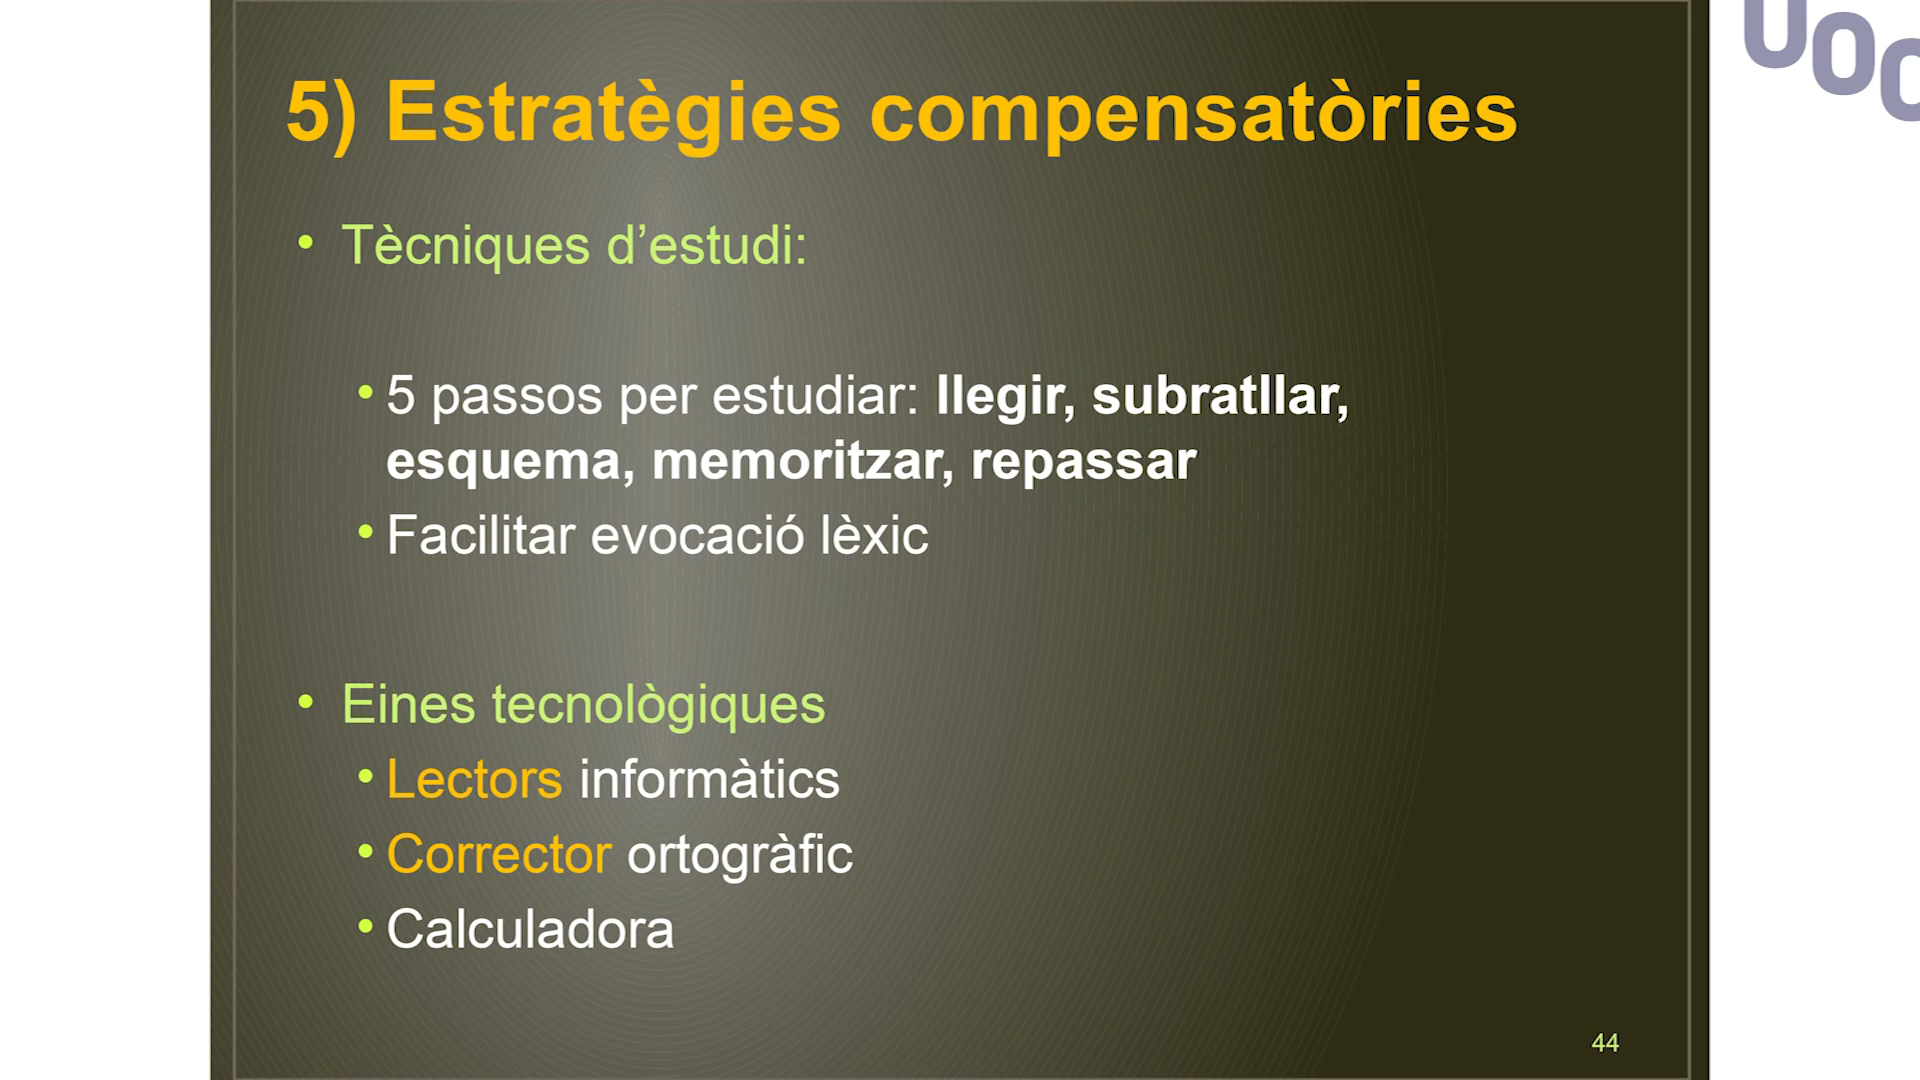 UOC
5) Estratègies compensatòries
• Tècniques d’estudi:
• 5 passos per estudiar: llegir, subratllar,
esquema, memoritzar, repassar
• Facilitar evocació lèxic
• Eines tecnològiques
• Lectors informàtics
• Corrector ortogràfic
• Calculadora
44